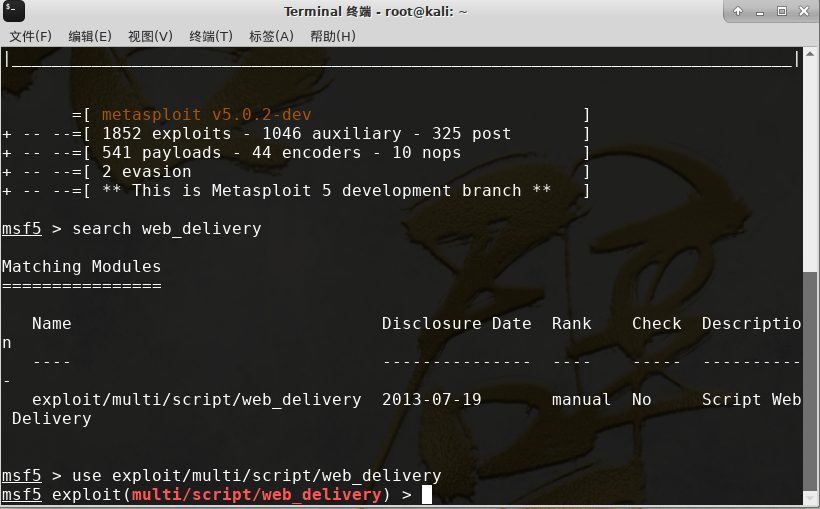 Terminal 终端 - root@kali: ~
文件(F) 编辑(E) 视图(V) 终端(T) 标签(A) 帮助(H)
|______________________________________________________________________________|
=[ metasploit v5.0.2-dev ]
+ -- --=[ 1852 exploits - 1046 auxiliary - 325 post ]
+ -- --=[ 541 payloads - 44 encoders - 10 nops ]
+ -- --=[ 2 evasion ]
+ -- --=[ ** This is Metasploit 5 development branch ** ]
msf5 > search web_delivery
Matching Modules
================
Name Disclosure Date Rank Check Descriptio
n
---- --------------- ---- ----- ----------
-
exploit/multi/script/web_delivery 2013-07-19 manual No Script Web
Delivery
msf5 > use exploit/multi/script/web_delivery
msf5 exploit(multi/script/web_delivery) >